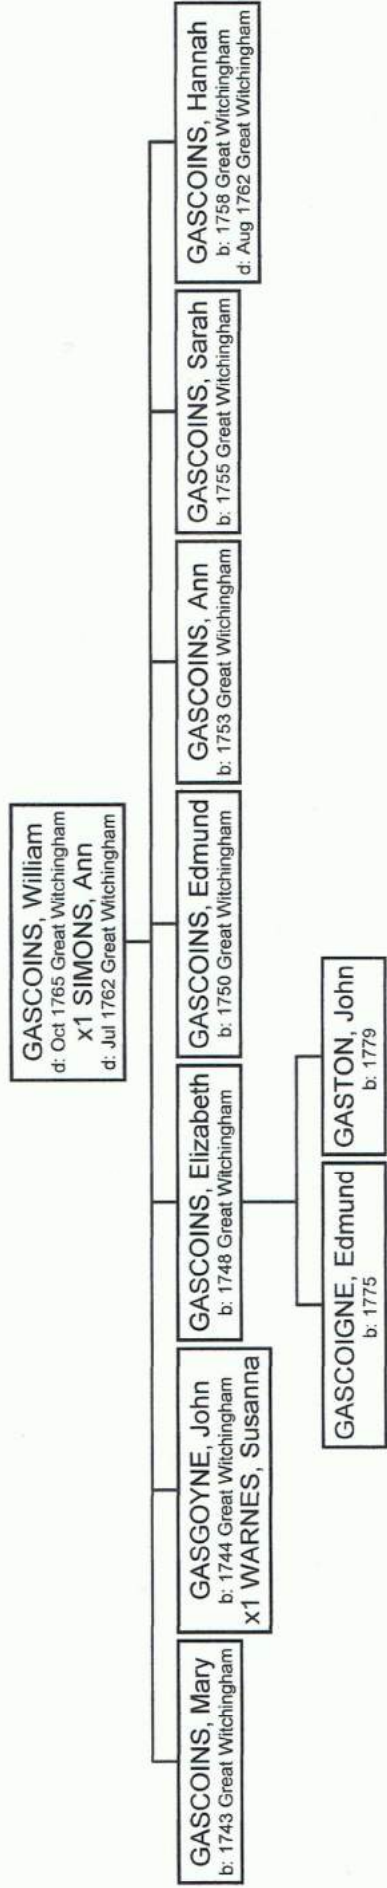 GASCOINS, William
d: Oct 1765 Great Witchingham
x1 SIMONS, Ann
d: Jul 1762 Great Witchingham
GASCOINS, Mary
b: 1743 Great Witchingham
GASGOYNE, John
b: 1744 Great Witchingham
x1 WARNES, Susanna
GASCOINS, Elizabeth
b: 1748 Great Witchingham
GASCOINS, Edmund
b: 1750 Great Witchingham
GASCOINS, Ann
b: 1753 Great Witchingham
GASCOINS, Sarah
b: 1755 Great Witchingham
GASCOINS, Hannah
b: 1758 Great Witchingham
d: Aug 1762 Great Witchingham
GASCOIGNE, Edmund
b: 1775
GASTON, John
b: 1779